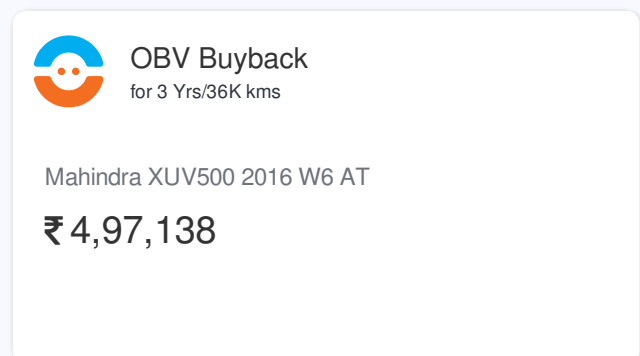 OBV Buyback
for 3 Yrs/36K kms
Mahindra XUV500 2016 W6 AT
₹ 4,97,138